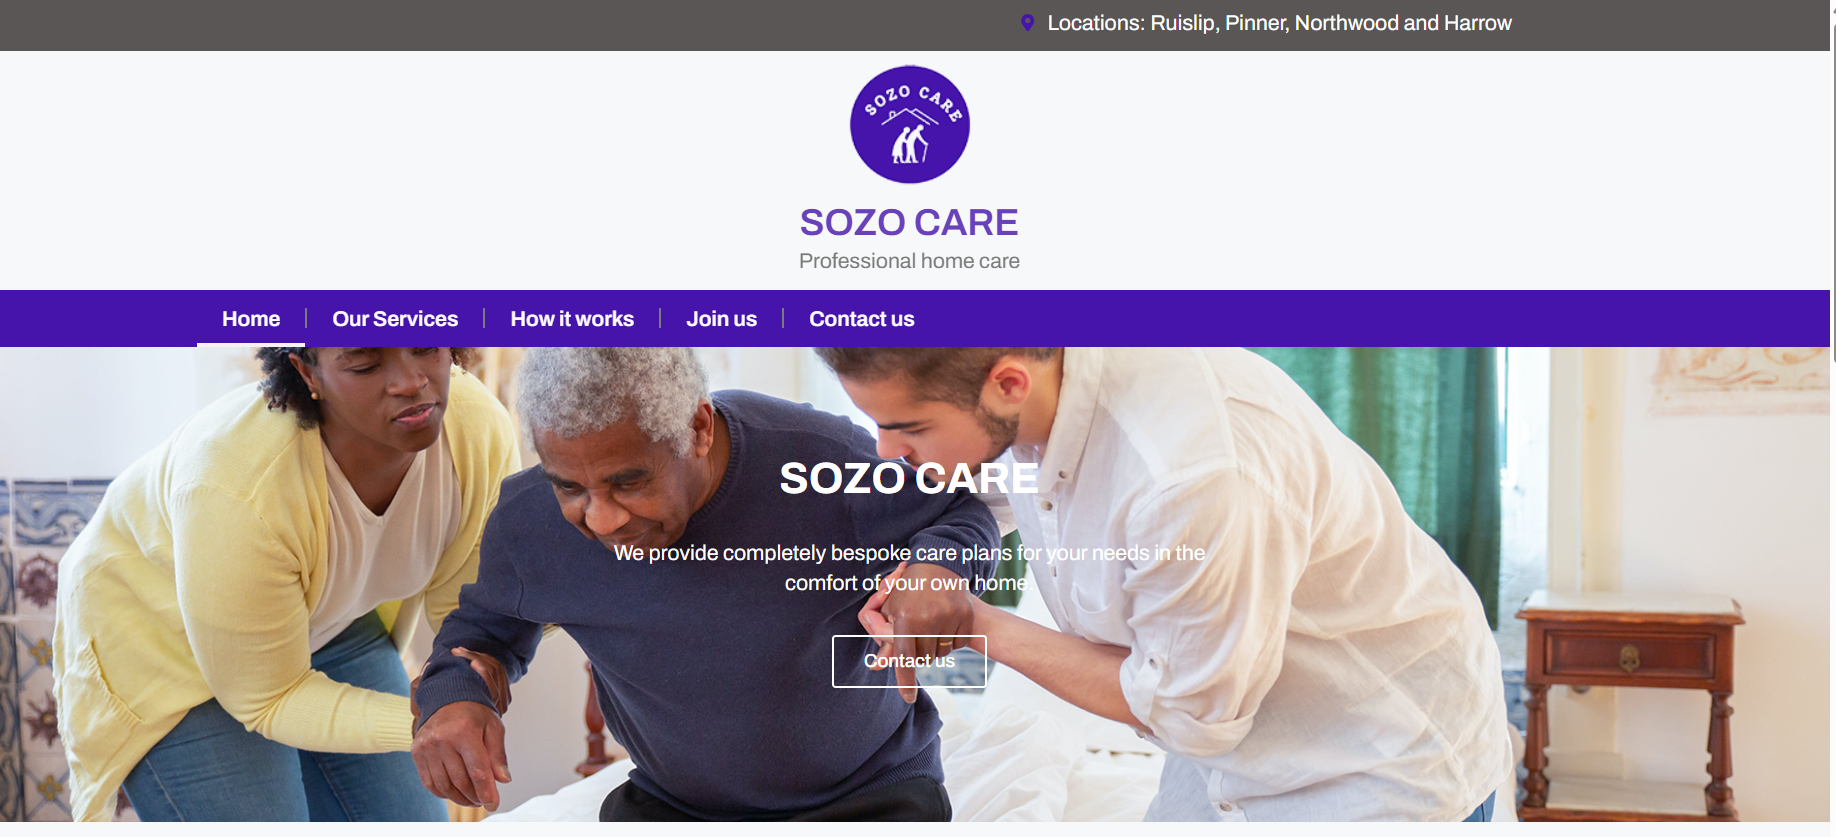 Locations: Ruislip, Pinner, Northwood and Harrow
SOZO CARE
SOZO CARE
Professional home care
Home
Our Services
How it works
Join us
Contact us
SOZO CARE
We provide completely bespoke care plans for your needs in the
comfort of your own home.
Contact us